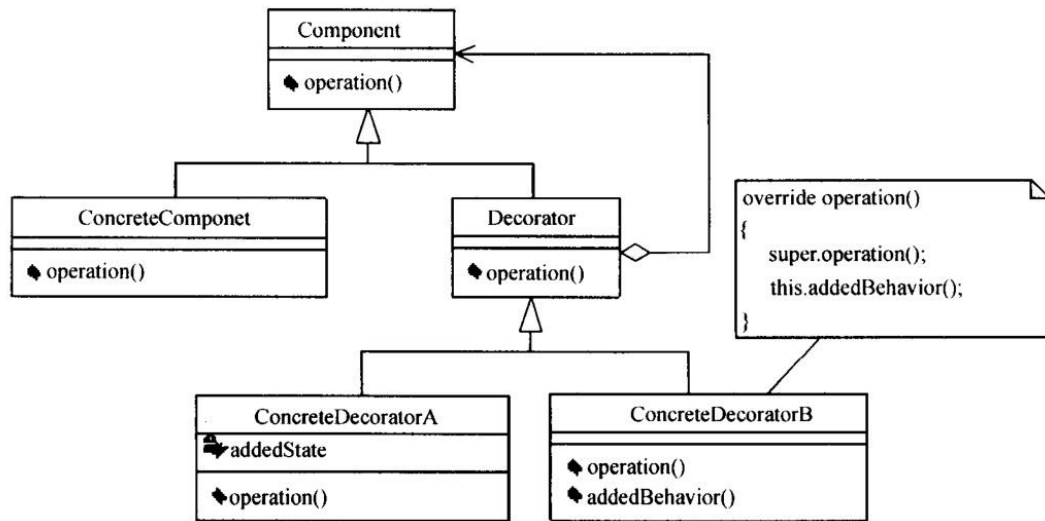 Component
operation()
ConcreteComponet
operation()
Decorator
operation()
override operation()
{
super.operation();
this.addedBehavior();
}
ConcreteDecoratorA
addedState
operation()
ConcreteDecoratorB
operation()
addedBehavior()